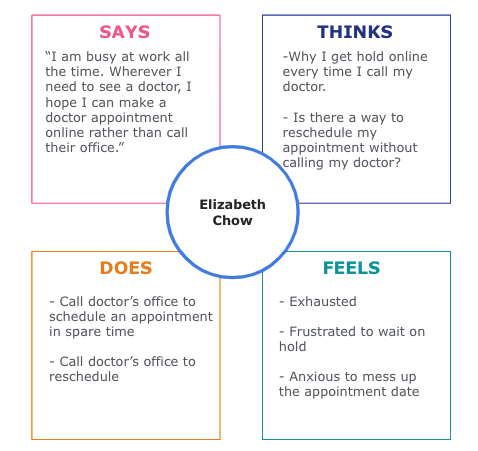 SAYS
“I am busy at work all
the time. Wherever I
need to see a doctor, I
hope I can make a
doctor appointment
online rather than call
their office.”
THINKS
-Why I get hold online
every time I call my
doctor.
- Is there a way to
reschedule my
appointment without
calling my doctor?
Elizabeth
Chow
DOES
- Call doctor’s office to
schedule an appointment
in spare time
- Call doctor’s office to
reschedule
FEELS
- Exhausted
- Frustrated to wait on
hold
- Anxious to mess up
the appointment date